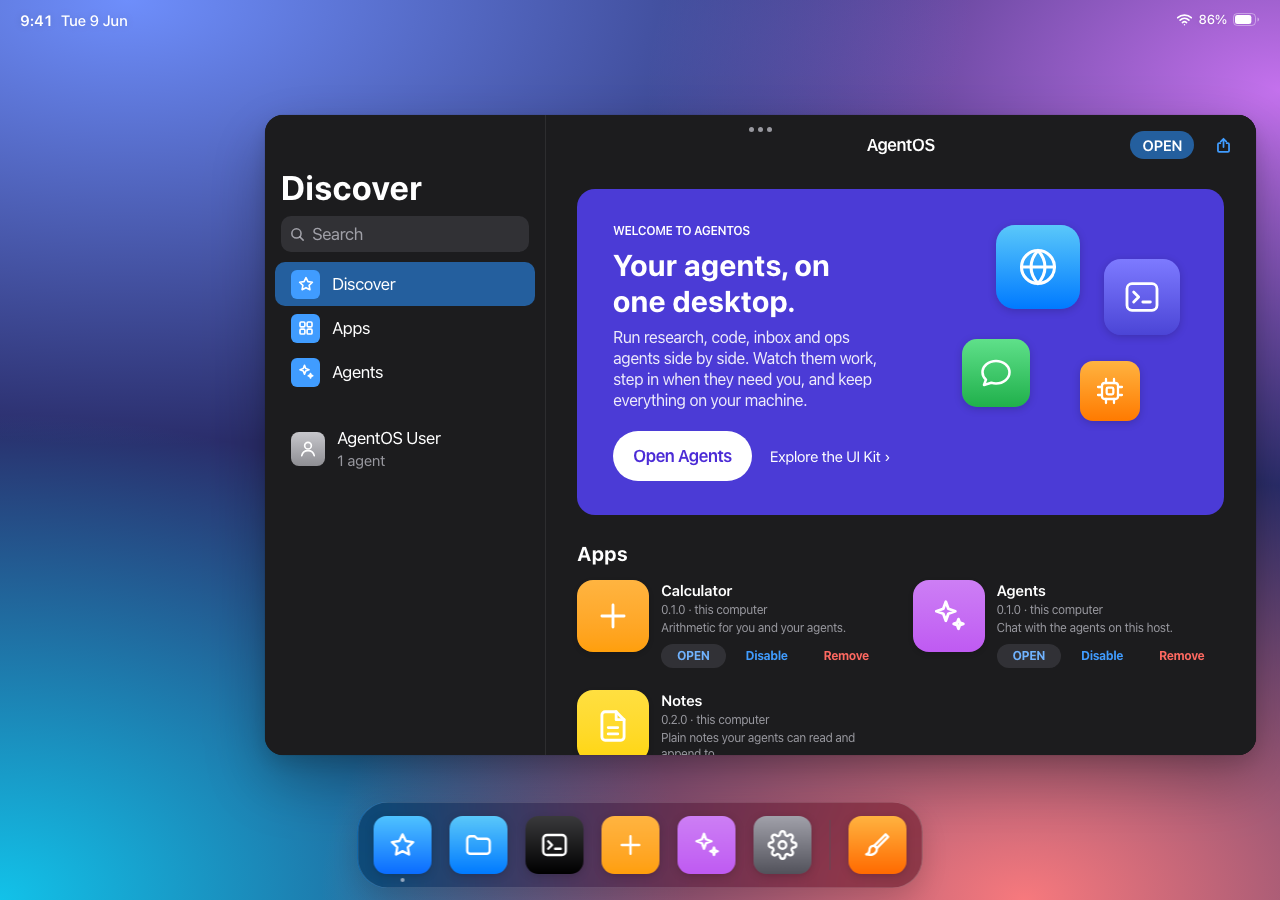 9:41 Tue 9 Jun
86%
AgentOS
OPEN
Discover
Search
Discover
Apps
Agents
AgentOS User
1 agent
WELCOME TO AGENTOS
Your agents, on
one desktop.
Run research, code, inbox and ops
agents side by side. Watch them work,
step in when they need you, and keep
everything on your machine.
Open Agents
Explore the UI Kit ›
Apps
Calculator
0.1.0 · this computer
Arithmetic for you and your agents.
OPEN Disable Remove
Agents
0.1.0 · this computer
Chat with the agents on this host.
OPEN Disable Remove
Notes
0.2.0 · this computer
Plain notes your agents can read and
append to